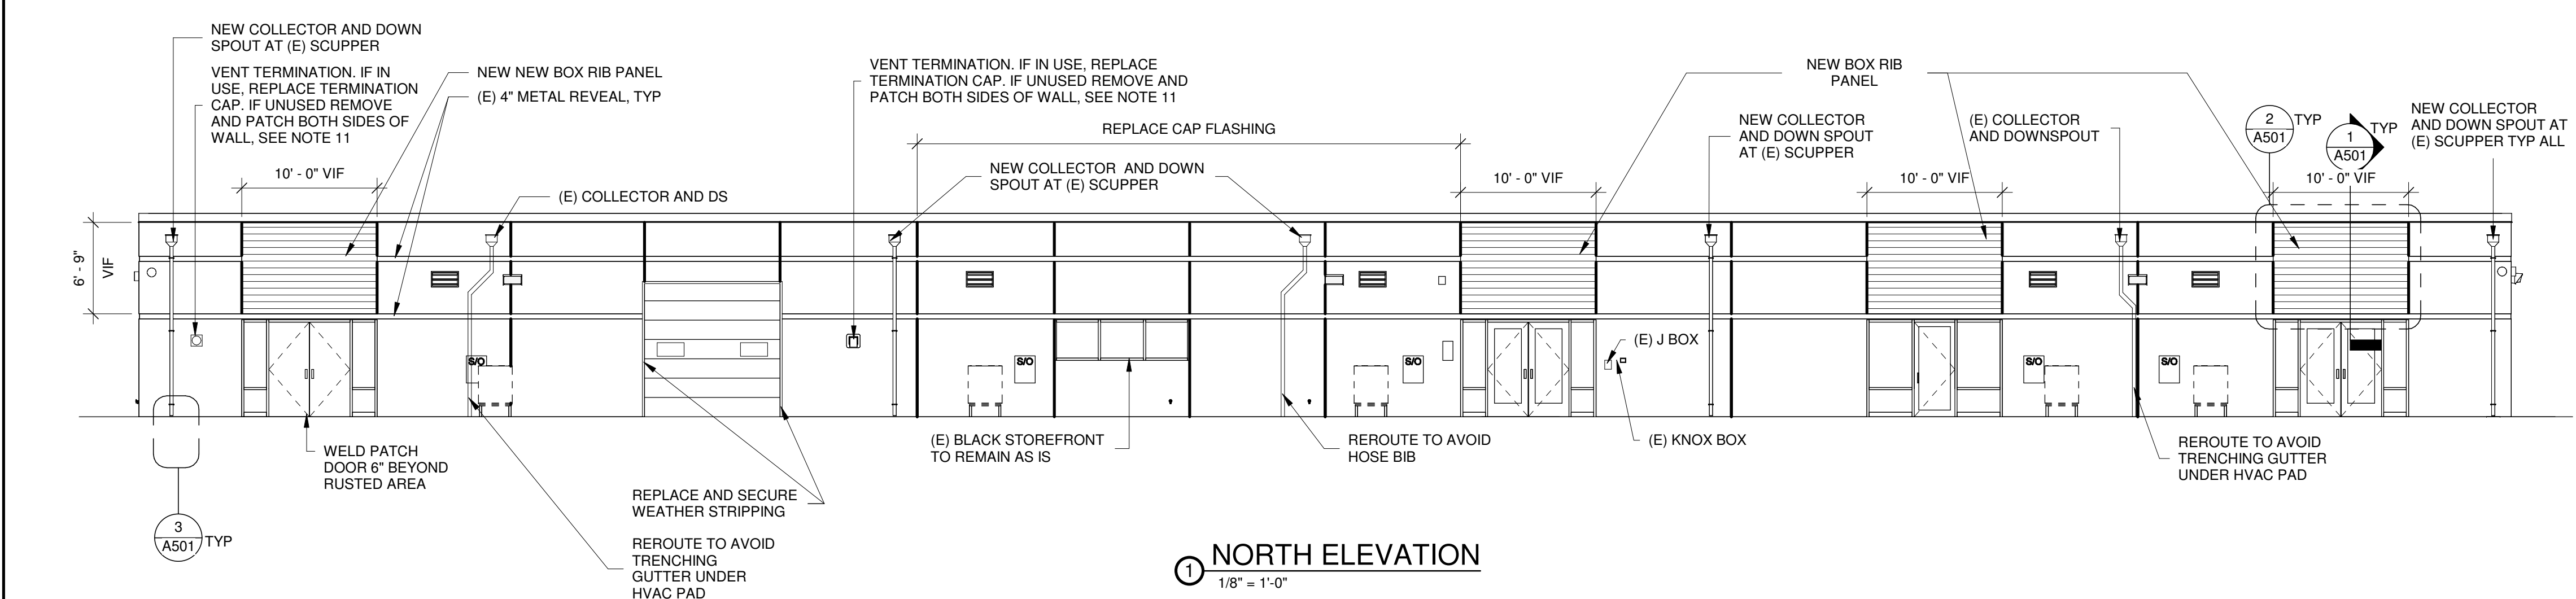 NEW COLLECTOR AND DOWN
SPOUT AT (E) SCUPPER
VENT TERMINATION. IF IN
USE, REPLACE TERMINATION
CAP. IF UNUSED REMOVE
AND PATCH BOTH SIDES OF
WALL, SEE NOTE 11
NEW NEW BOX RIB PANEL
(E) 4" METAL REVEAL, TYP
10' - 0" VIF
(E) COLLECTOR AND DS
VENT TERMINATION. IF IN USE, REPLACE
TERMINATION CAP. IF UNUSED REMOVE AND
PATCH BOTH SIDES OF WALL, SEE NOTE 11
REPLACE CAP FLASHING
NEW COLLECTOR AND DOWN
SPOUT AT (E) SCUPPER
10' - 0" VIF
NEW BOX RIB
PANEL
NEW COLLECTOR
AND DOWN SPOUT
AT (E) SCUPPER
(E) COLLECTOR
AND DOWNSPOUT
10' - 0" VIF
2
A501
TYP
1
A501
TYP
10' - 0" VIF
NEW COLLECTOR
AND DOWN SPOUT AT
(E) SCUPPER TYP ALL
6' - 9"
VIF
S/O
S/O
S/O
S/O
S/O
(E) J BOX
(E) KNOX BOX
WELD PATCH
DOOR 6" BEYOND
RUSTED AREA
REPLACE AND SECURE
WEATHER STRIPPING
REROUTE TO AVOID
TRENCHING
GUTTER UNDER
HVAC PAD
(E) BLACK STOREFRONT
TO REMAIN AS IS
REROUTE TO AVOID
HOSE BIB
REROUTE TO AVOID
TRENCHING GUTTER
UNDER HVAC PAD
3
A501
TYP
1
NORTH ELEVATION
1/8" = 1'-0"